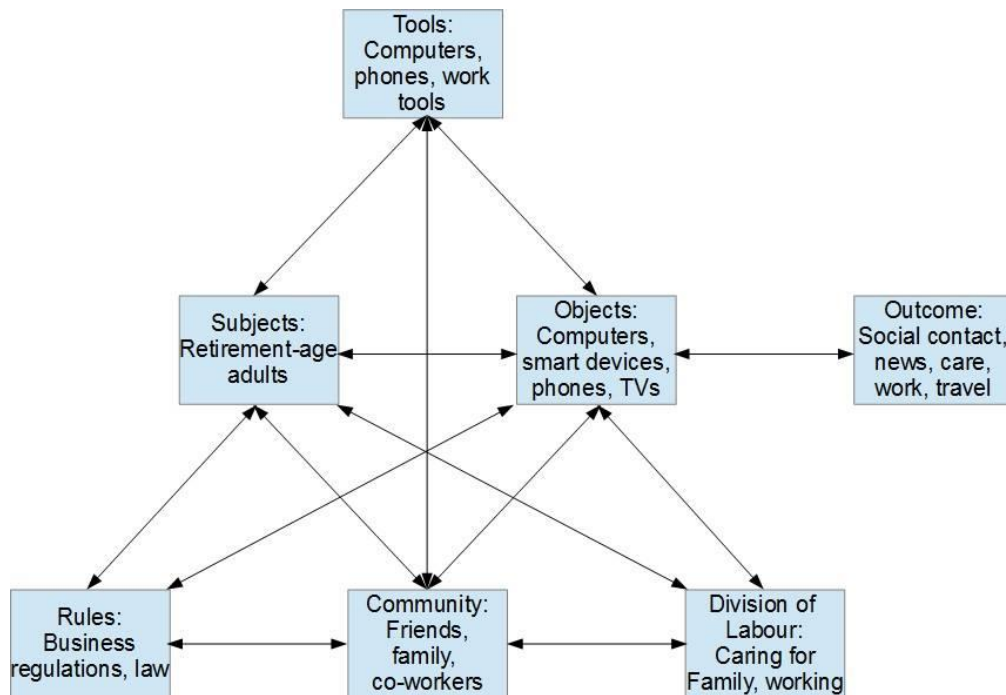 Tools:
Computers,
phones, work
tools
Subjects:
Retirement-age
adults
Objects:
Computers,
smart devices,
phones, TVs
Outcome:
Social contact,
news, care,
work, travel
Rules:
Business
regulations, law
Community:
Friends,
family,
co-workers
Division of
Labour:
Caring for
Family, working